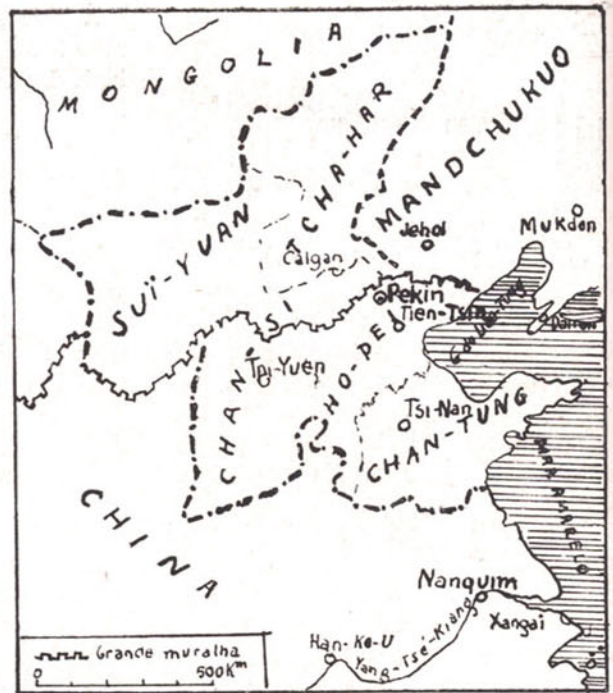 MONGOLIA
CHA-HAR
MANDCHUKUO
SUÏ-YUAN
Jehol
Mukden
Calgan
Pekin
Tien-Tsin
Dairen
CHAN-SI
Tai-Yuen
HO-PEI
Tsi-Nan
CHAN-TUNG
MAR AMARELO
CHINA
Nanquim
Xangai
Han-Ke-U
Yang-Tse-Kiang
Grande muralha
500Km